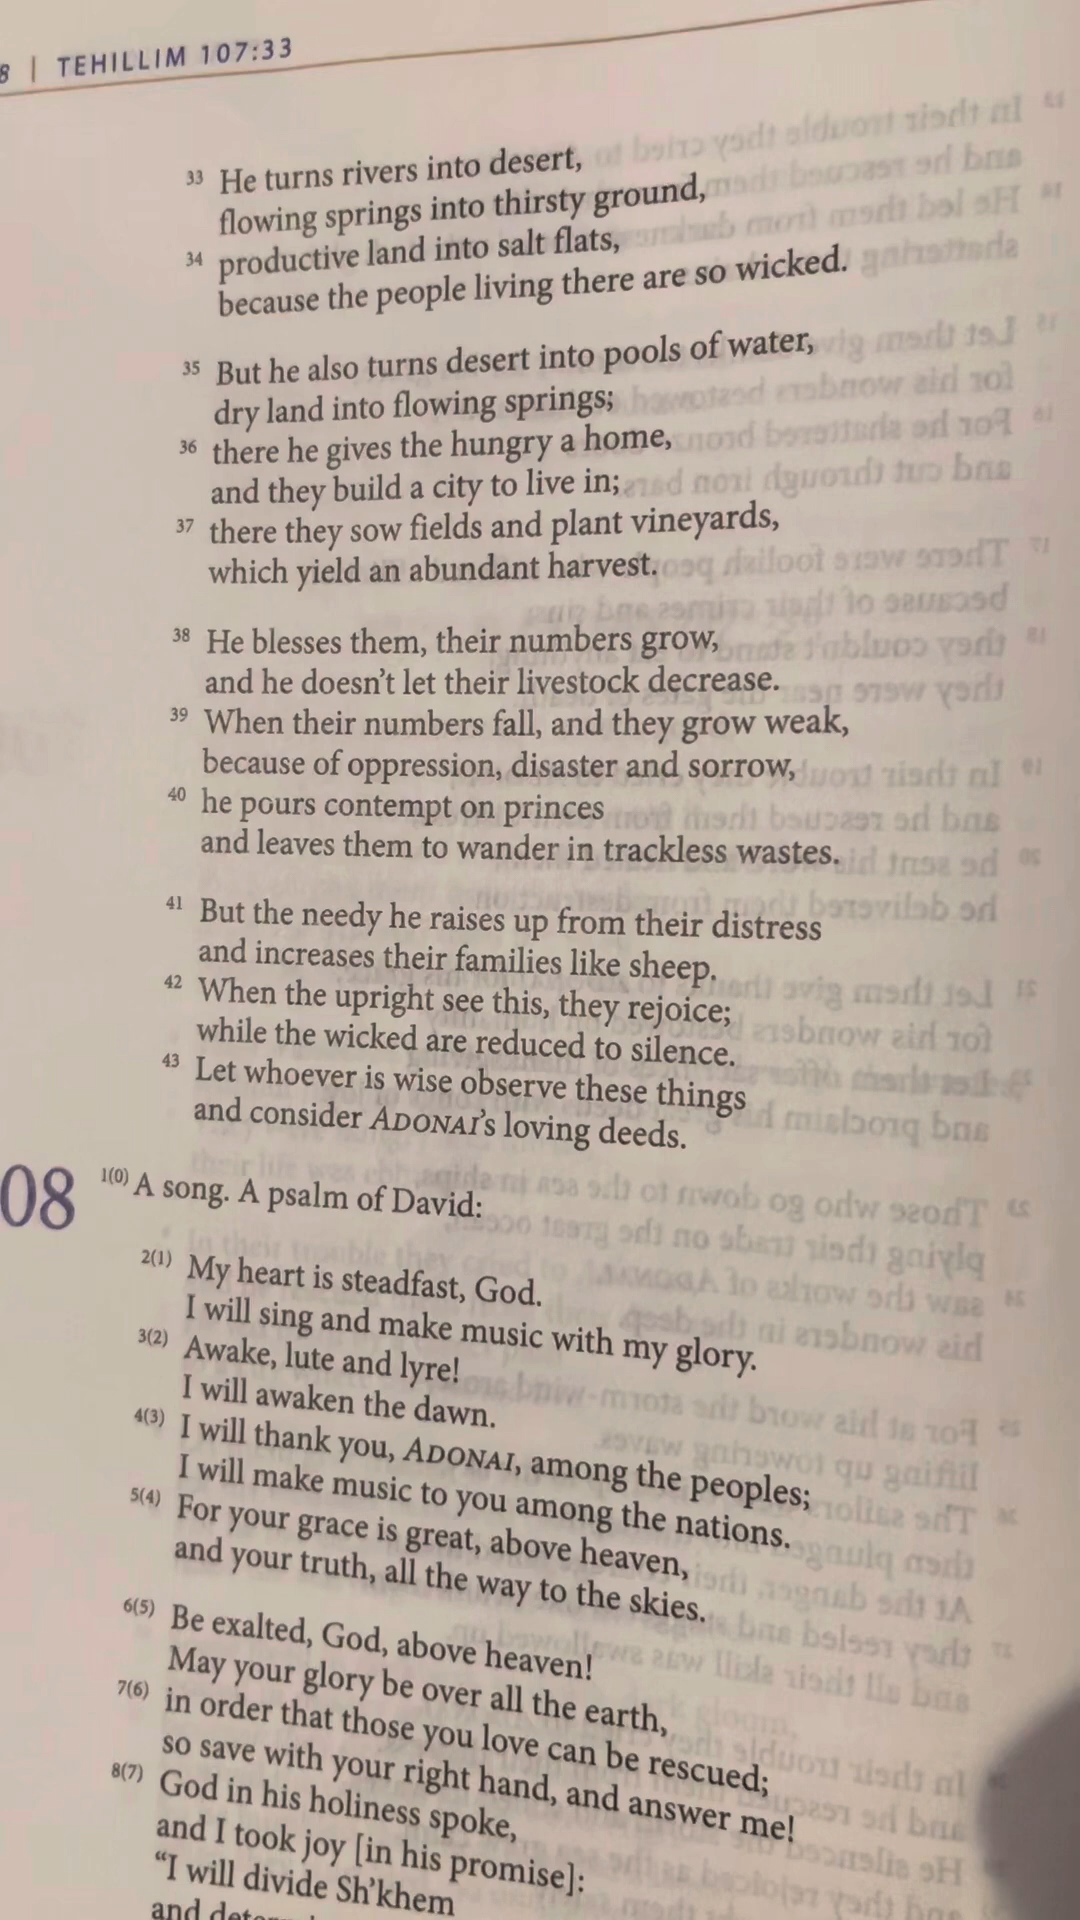 8 | TEHILLIM 107:33
33 He turns rivers into desert,
flowing springs into thirsty ground,
34 productive land into salt flats,
because the people living there are so wicked.
35 But he also turns desert into pools of water,
dry land into flowing springs;
36 there he gives the hungry a home,
and they build a city to live in;
37 there they sow fields and plant vineyards,
which yield an abundant harvest.
38 He blesses them, their numbers grow,
and he doesn't let their livestock decrease.
39 When their numbers fall, and they grow weak,
because of oppression, disaster and sorrow,
40 he pours contempt on princes
and leaves them to wander in trackless wastes.
41 But the needy he raises up from their distress
and increases their families like sheep.
42 When the upright see this, they rejoice;
while the wicked are reduced to silence.
43 Let whoever is wise observe these things
and consider ADONAI's loving deeds.
08 1(0) A song. A psalm of David:
2(1) My heart is steadfast, God.
I will sing and make music with my glory.
3(2) Awake, lute and lyre!
I will awaken the dawn.
4(3) I will thank you, ADONAI, among the peoples;
I will make music to you among the nations.
5(4) For your grace is great, above heaven,
and your truth, all the way to the skies.
6(5) Be exalted, God, above heaven!
May your glory be over all the earth,
7(6) in order that those you love can be rescued;
so save with your right hand, and answer me!
8(7) God in his holiness spoke,
and I took joy [in his promise]:
"I will divide Sh'khem
and